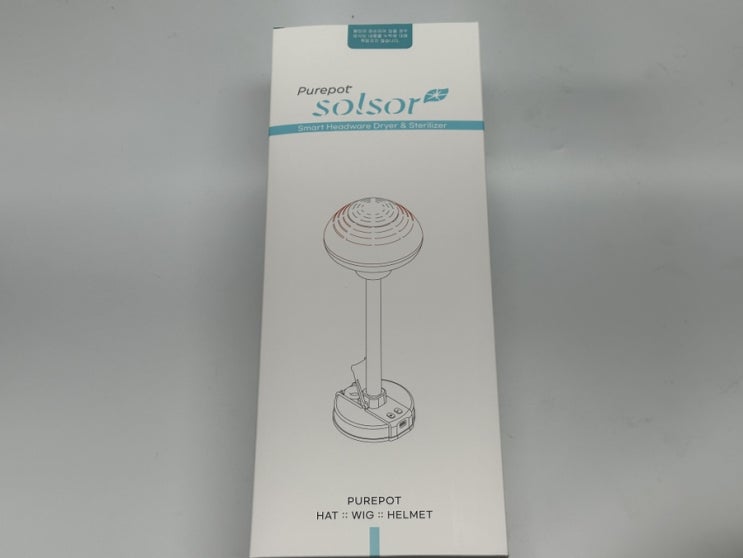 Purepot
solsor
Smart Headware Dryer & Sterilizer
PUREPOT
HAT :: WIG :: HELMET